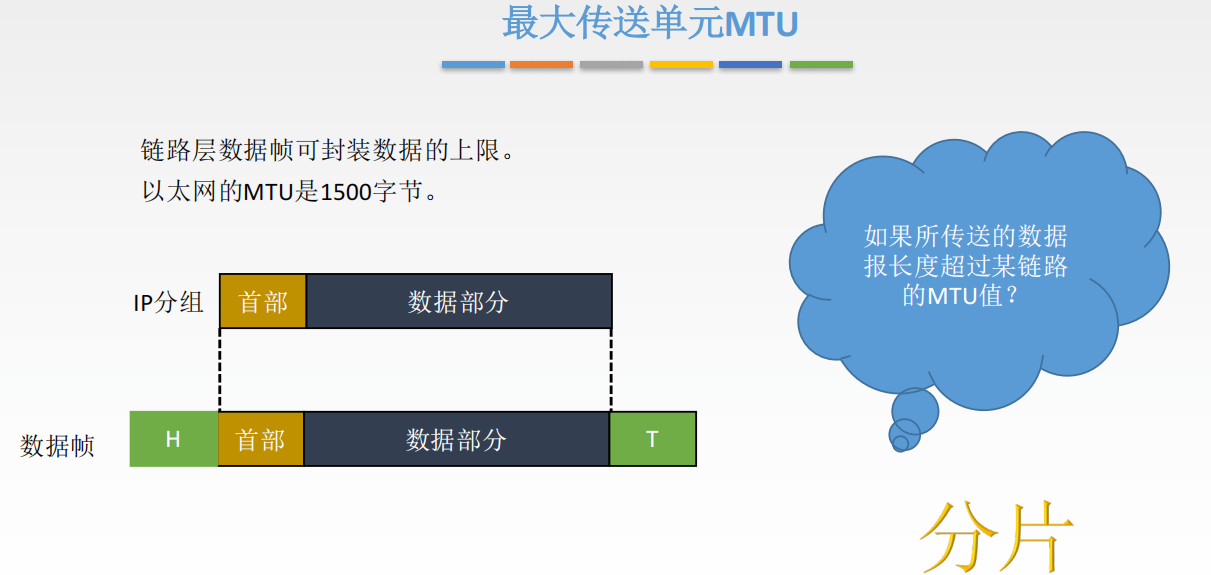 最大传送单元MTU
链路层数据帧可封装数据的上限。
以太网的MTU是1500字节。
如果所传送的数据
报长度超过某链路
的MTU值？
IP分组 首部 数据部分
数据帧 H 首部 数据部分 T
分片